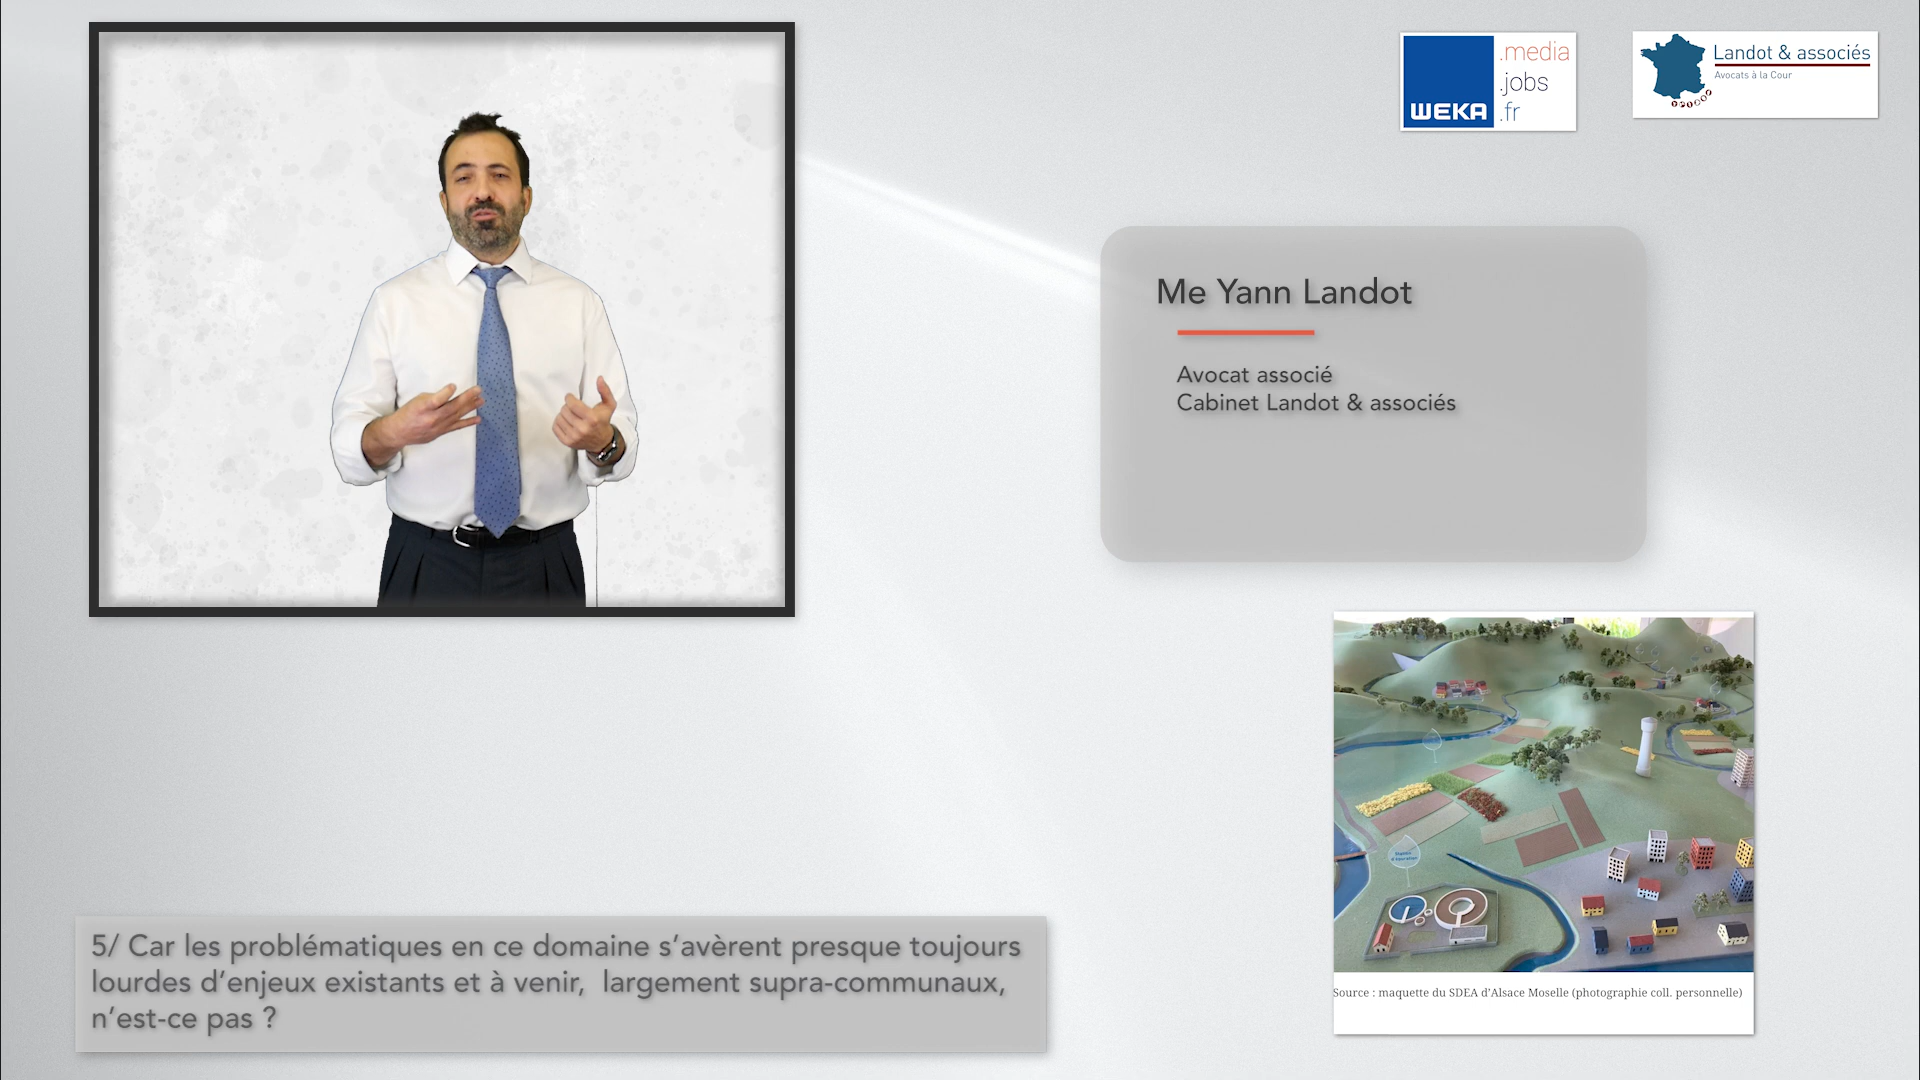 WEKA
.media
.jobs
.fr
Landot & associés
Avocats à la Cour
Me Yann Landot
Avocat associé
Cabinet Landot & associés
5/ Car les problématiques en ce domaine s’avèrent presque toujours
lourdes d’enjeux existants et à venir,  largement supra-communaux,
n’est-ce pas ?
Source : maquette du SDEA d’Alsace Moselle (photographie coll. personnelle)